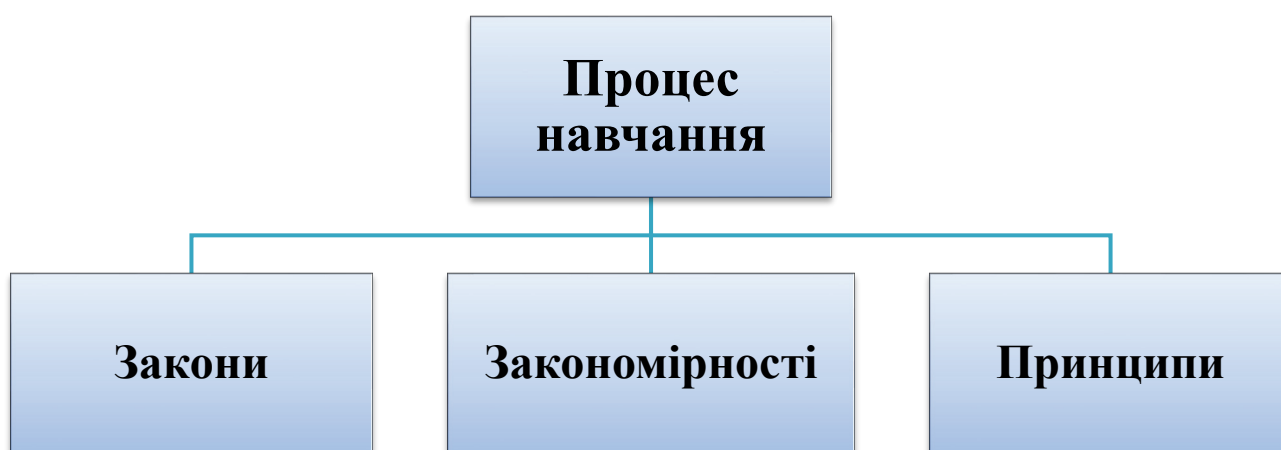 Процес
навчання
Закони
Закономірності
Принципи